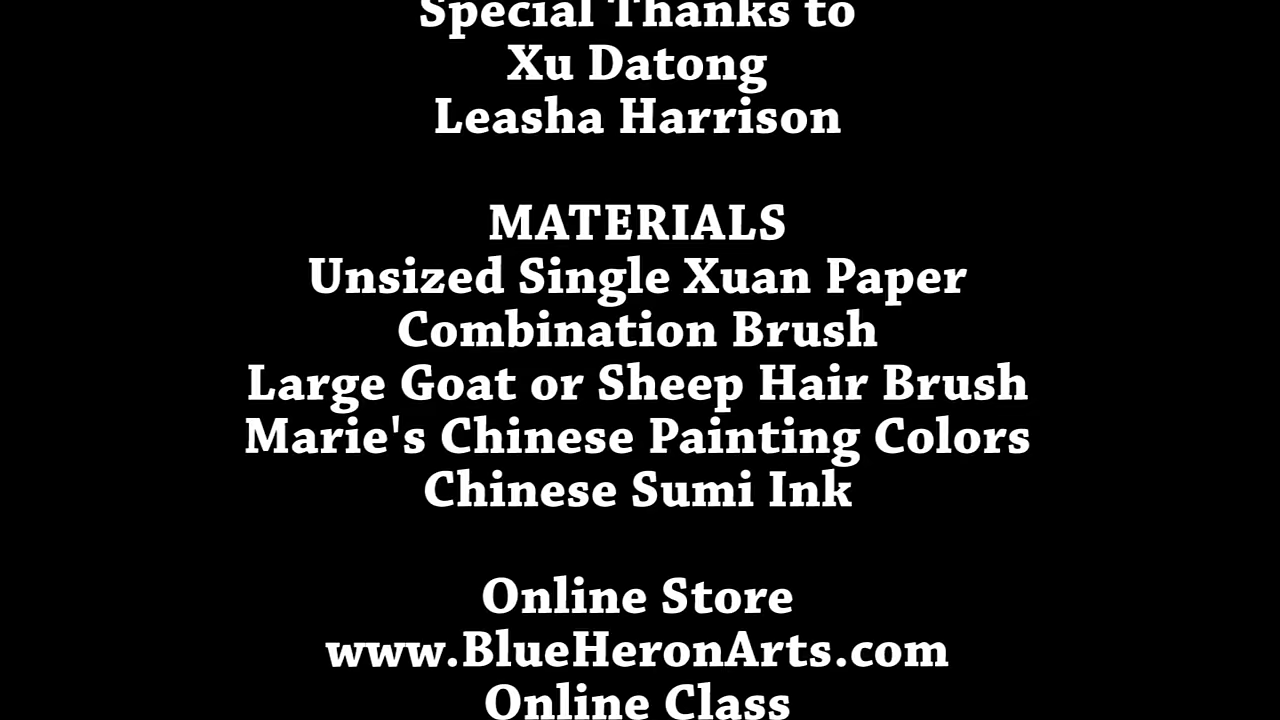 Special Thanks to
Xu Datong
Leasha Harrison
MATERIALS
Unsized Single Xuan Paper
Combination Brush
Large Goat or Sheep Hair Brush
Marie's Chinese Painting Colors
Chinese Sumi Ink
Online Store
www.BlueHeronArts.com
Online Class